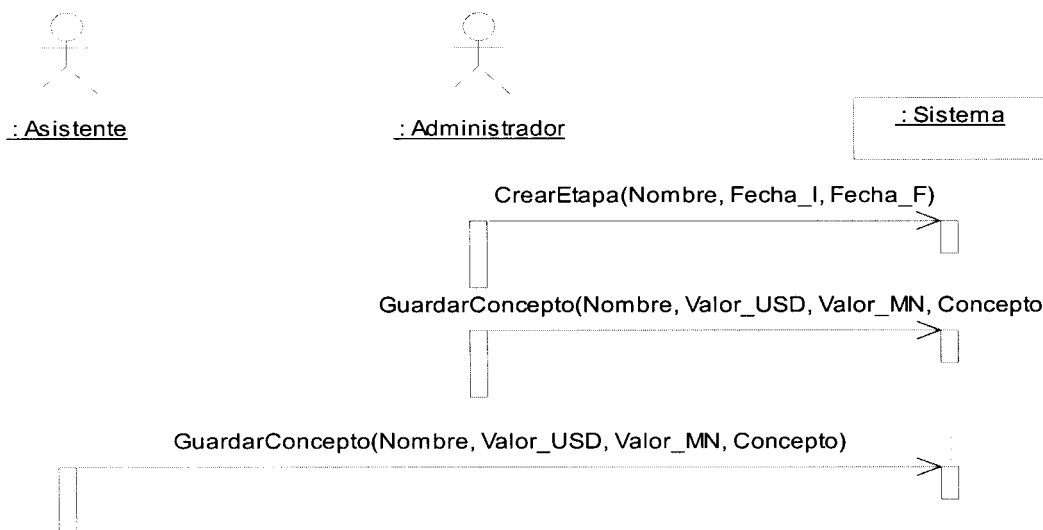 : Asistente
: Administrador
: Sistema
CrearEtapa(Nombre, Fecha_I, Fecha_F)
GuardarConcepto(Nombre, Valor_USD, Valor_MN, Concepto
GuardarConcepto(Nombre, Valor_USD, Valor_MN, Concepto)